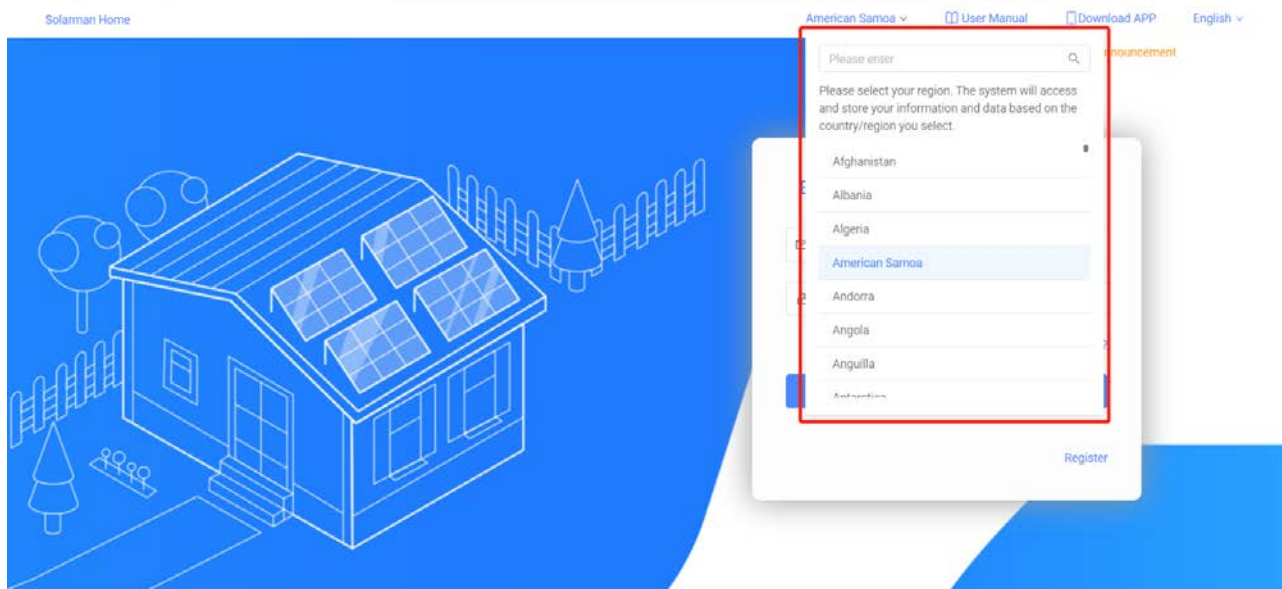 Solarman Home
American Samoa
User Manual
Download APP
English
Please enter
nouncement
Please select your region. The system will access
and store your information and data based on the
country/region you select.
Afghanistan
Albania
Algeria
American Samoa
Andorra
Angola
Anguilla
Antarctica
Register